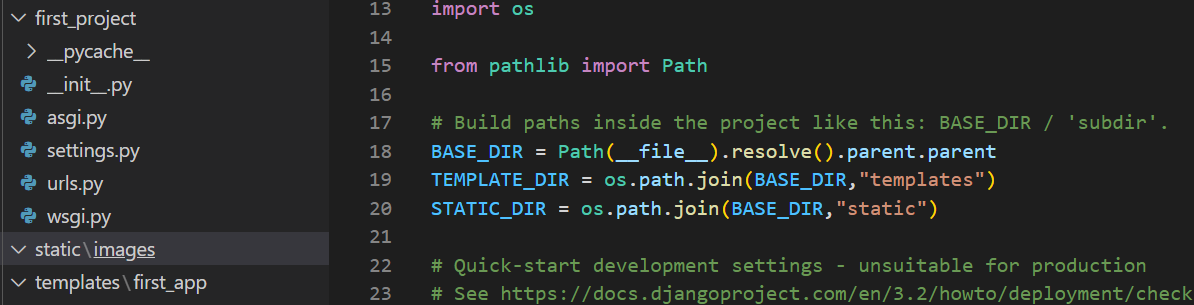 first_project
__pycache__
__init__.py
asgi.py
settings.py
urls.py
wsgi.py
static\images
templates\first_app
13 import os
14
15 from pathlib import Path
16
17 # Build paths inside the project like this: BASE_DIR / 'subdir'.
18 BASE_DIR = Path(__file__).resolve().parent.parent
19 TEMPLATE_DIR = os.path.join(BASE_DIR,"templates")
20 STATIC_DIR = os.path.join(BASE_DIR,"static")
21
22 # Quick-start development settings - unsuitable for production
23 # See https://docs.djangoproject.com/en/3.2/howto/deployment/check